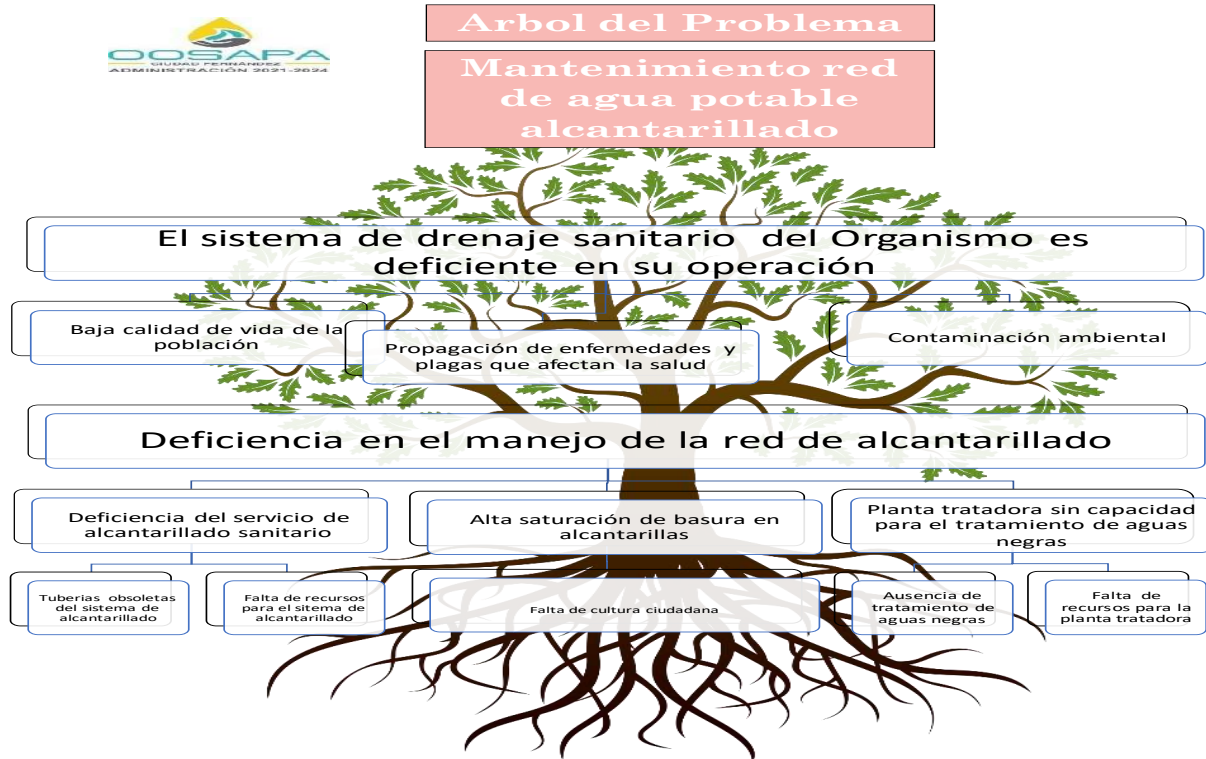 OOSAPA
CIUDAD FERNANDEZ
ADMINISTRACIÓN 2021-2024
Arbol del Problema
Mantenimiento red
de agua potable
alcantarillado
El sistema de drenaje sanitario del Organismo es
deficiente en su operación
Baja calidad de vida de la
población
Propagación de enfermedades y
plagas que afectan la salud
Contaminación ambiental
Deficiencia en el manejo de la red de alcantarillado
Deficiencia del servicio de
alcantarillado sanitario
Alta saturación de basura en
alcantarillas
Planta tratadora sin capacidad
para el tratamiento de aguas
negras
Tuberias obsoletas
del sistema de
alcantarillado
Falta de recursos
para el sitema de
alcantarillado
Falta de cultura ciudadana
Ausencia de
tratamiento de
aguas negras
Falta de
recursos para la
planta tratadora